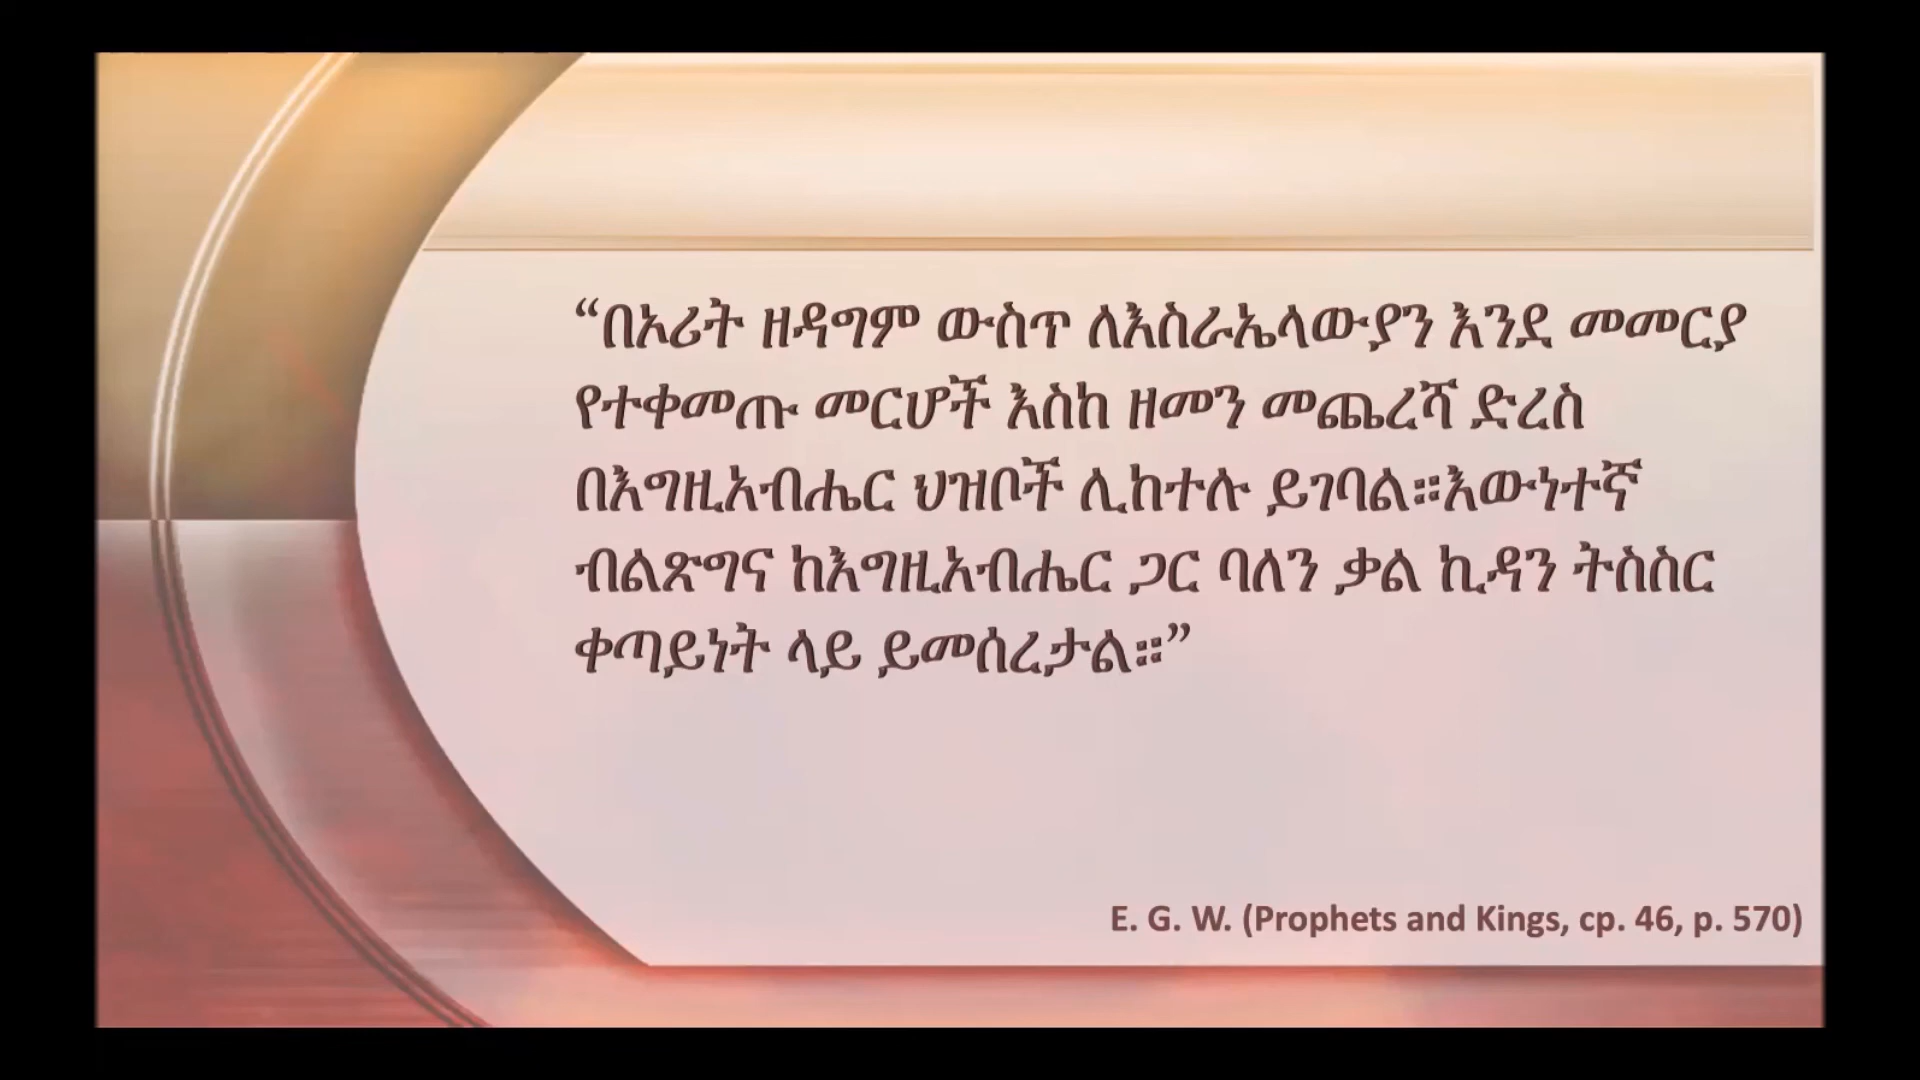 “በኦሪት ዘዳግም ውስጥ ለእስራኤላውያን እንደ መመርያ
የተቀመጡ መርሆች እስከ ዘመን መጨረሻ ድረስ
በእግዚአብሔር ህዝቦች ሊከተሉ ይገባል።እውነተኛ
ብልጽግና ከእግዚአብሔር ጋር ባለን ቃል ኪዳን ትስስር
ቀጣይነት ላይ ይመሰረታል።”
E. G. W. (Prophets and Kings, cp. 46, p. 570)